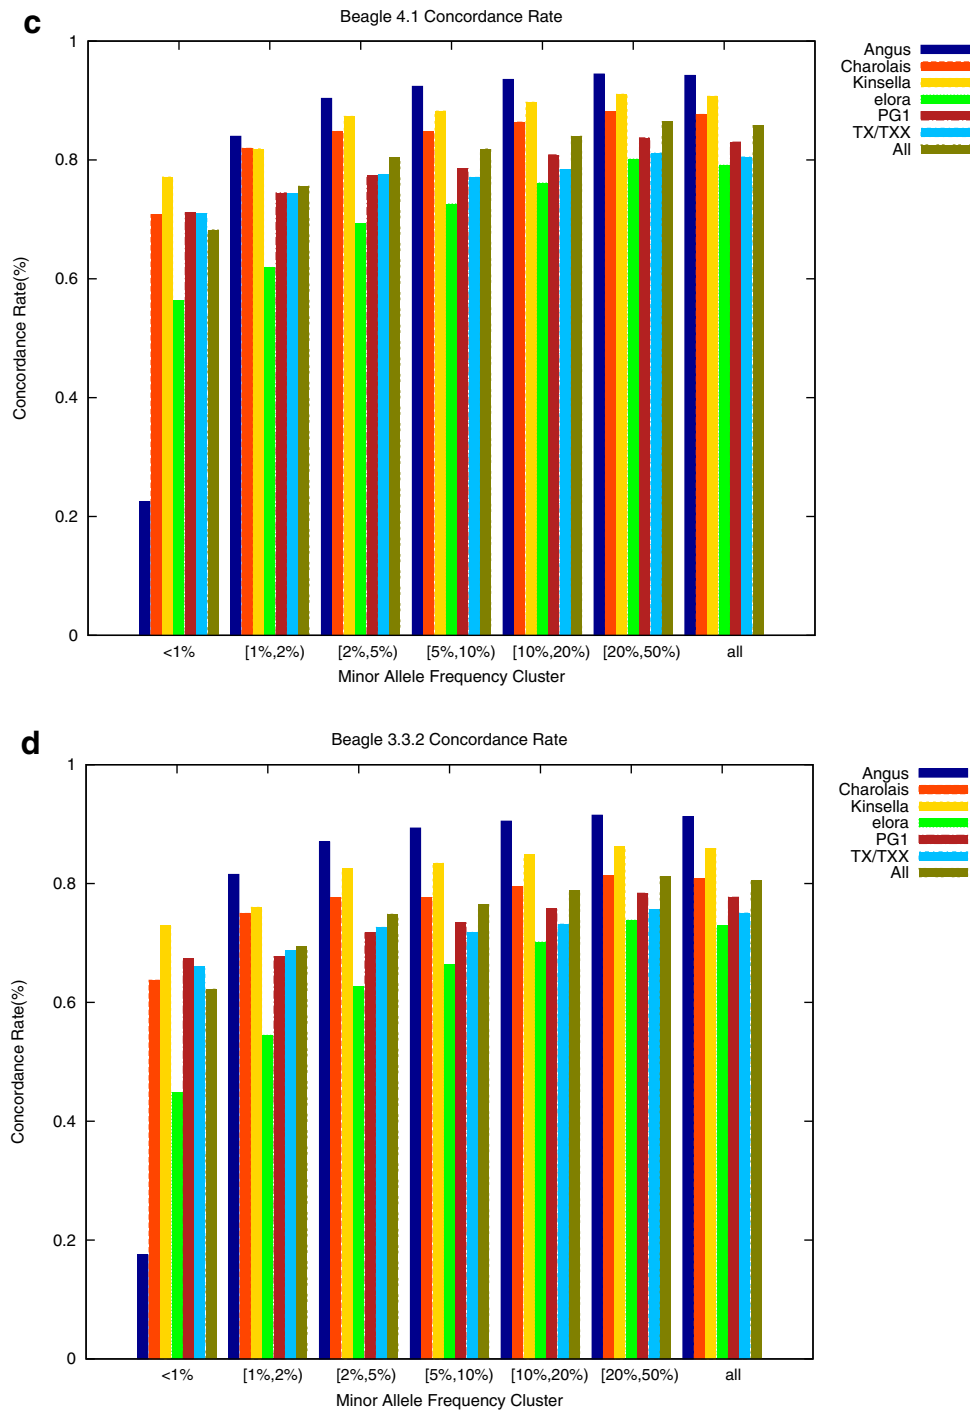 c
Beagle 4.1 Concordance Rate
Angus
Charolais
Kinsella
elora
PG1
TX/TXX
All
Concordance Rate(%)
1
0.8
0.6
0.4
0.2
0
<1% [1%,2%) [2%,5%) [5%,10%) [10%,20%) [20%,50%) all
Minor Allele Frequency Cluster
d
Beagle 3.3.2 Concordance Rate
Angus
Charolais
Kinsella
elora
PG1
TX/TXX
All
Concordance Rate(%)
1
0.8
0.6
0.4
0.2
0
<1% [1%,2%) [2%,5%) [5%,10%) [10%,20%) [20%,50%) all
Minor Allele Frequency Cluster